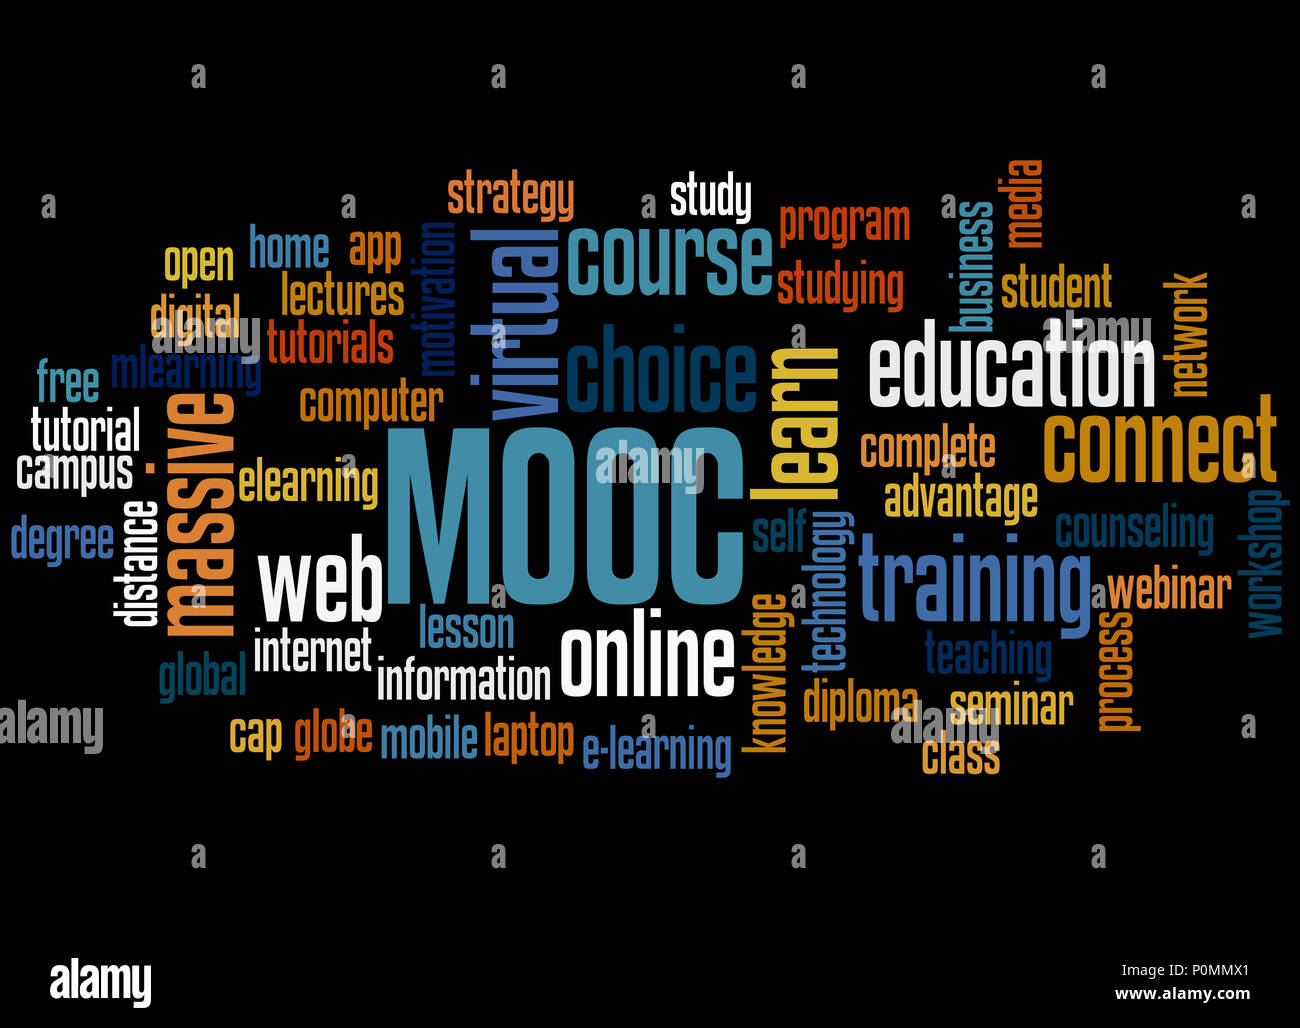 strategy
study
program
media
open
home
app
motivation
virtual
course
studying
business
student
network
digital
lectures
tutorials
choice
learn
education
free
mlearning
computer
tutorial
campus
massive
elearning
MOOC
complete
connect
advantage
degree
distance
web
self
technology
training
counseling
workshop
webinar
internet
lesson
online
knowledge
teaching
process
global
information
diploma
seminar
cap
globe
mobile
laptop
e-learning
class
a a a a
a a a a a
alamy
a a a a
alamy
Image ID: P0MMX1
www.alamy.com